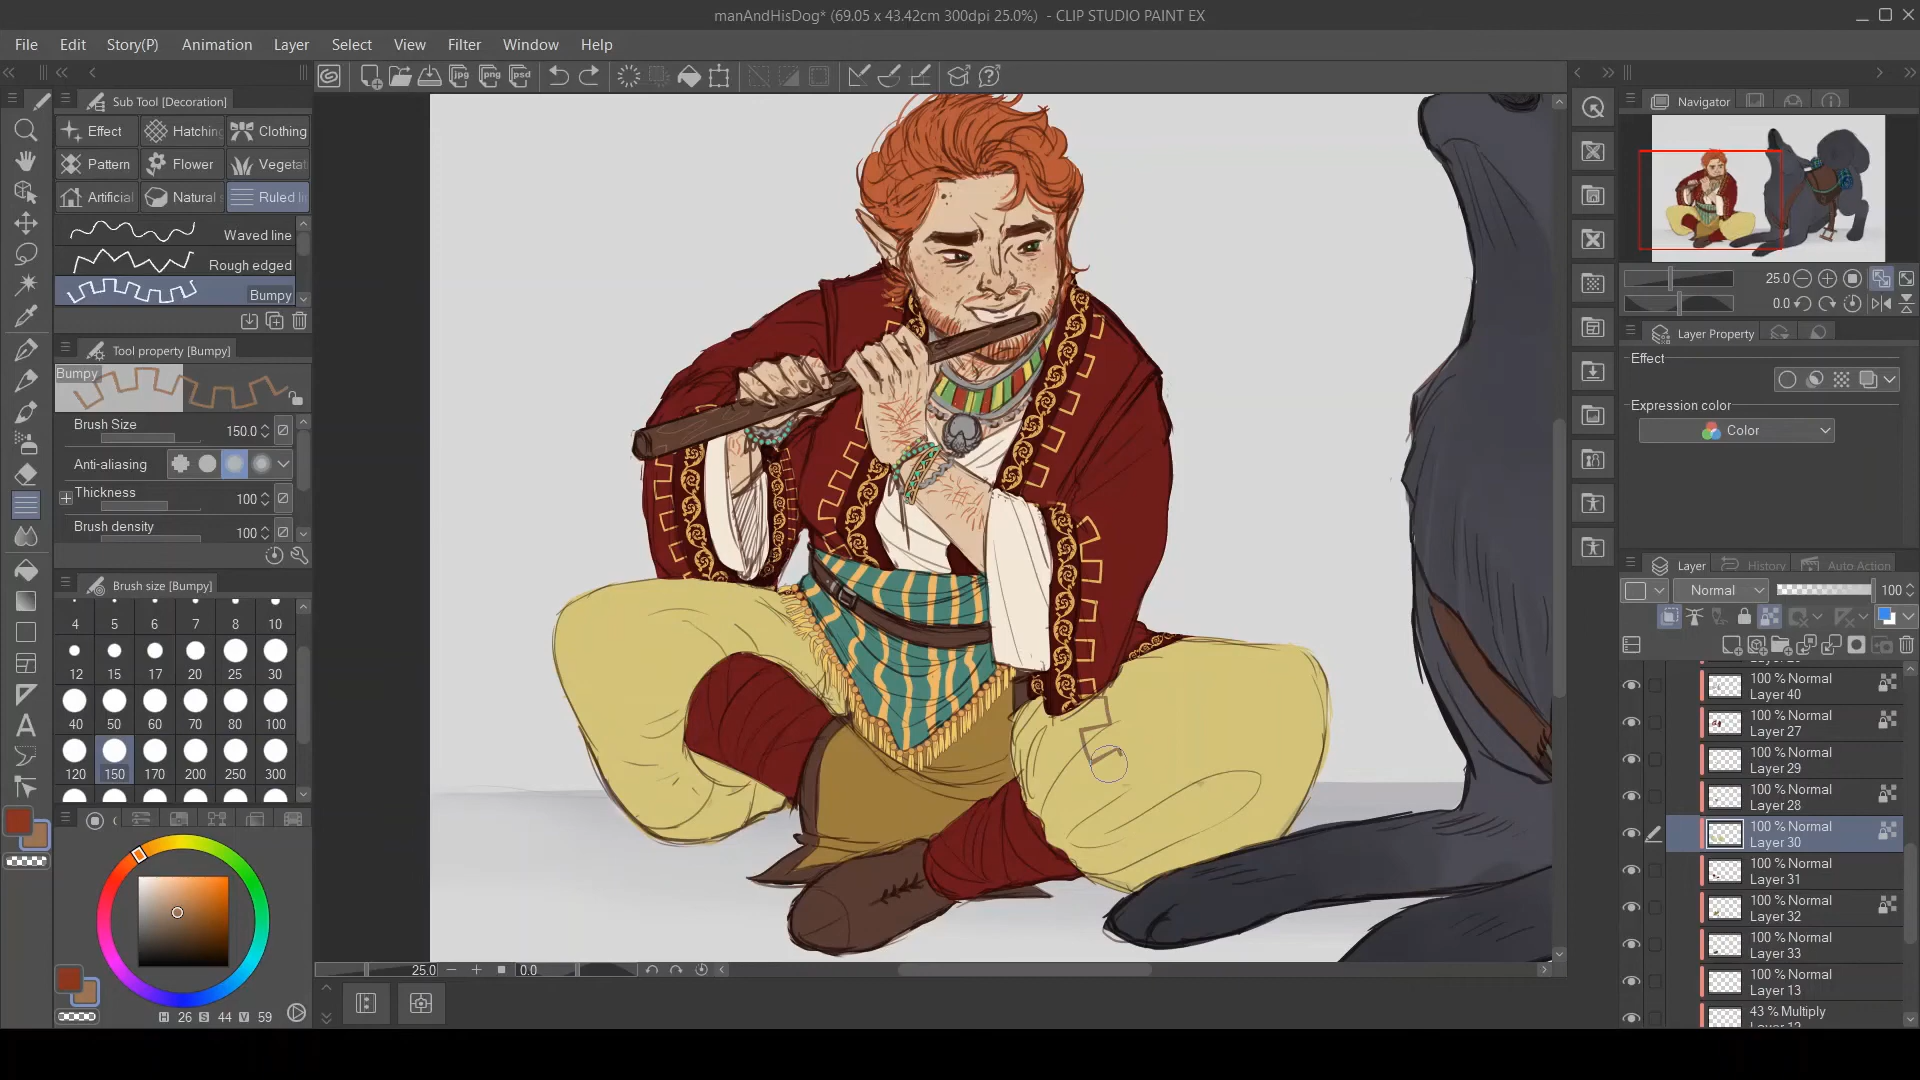 manAndHisDog* (69.05 x 43.42cm 300dpi 25.0%)  - CLIP STUDIO PAINT EX
File Edit Story(P) Animation Layer Select View Filter Window Help
Sub Tool [Decoration]
Effect Hatching Clothing
Pattern Flower Vegetat
Artificial Natural Ruled li
Waved line
Rough edged
Bumpy
Tool property [Bumpy]
Bumpy
Brush Size 150.0
Anti-aliasing
Thickness 100
Brush density 100
Brush size [Bumpy]
4 5 6 7 8 10
12 15 17 20 25 30
40 50 60 70 80 100
120 150 170 200 250 300
H 26 S 44 V 59
25.0 0.0
Navigator
25.0
0.0
Layer Property
Effect
Expression color
Color
Layer History Auto Action
Normal 100
100 % Normal
Layer 40
100 % Normal
Layer 27
100 % Normal
Layer 29
100 % Normal
Layer 28
100 % Normal
Layer 30
100 % Normal
Layer 31
100 % Normal
Layer 32
100 % Normal
Layer 33
100 % Normal
Layer 13
43 % Multiply